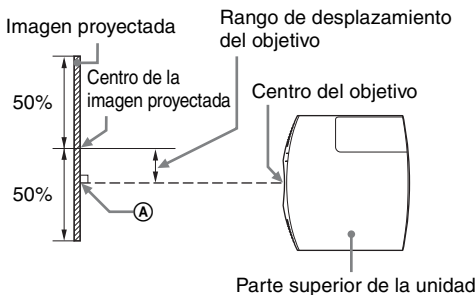 Imagen proyectada
Rango de desplazamiento
del objetivo
50%
Centro de la
imagen proyectada
Centro del objetivo
50%
A
Parte superior de la unidad